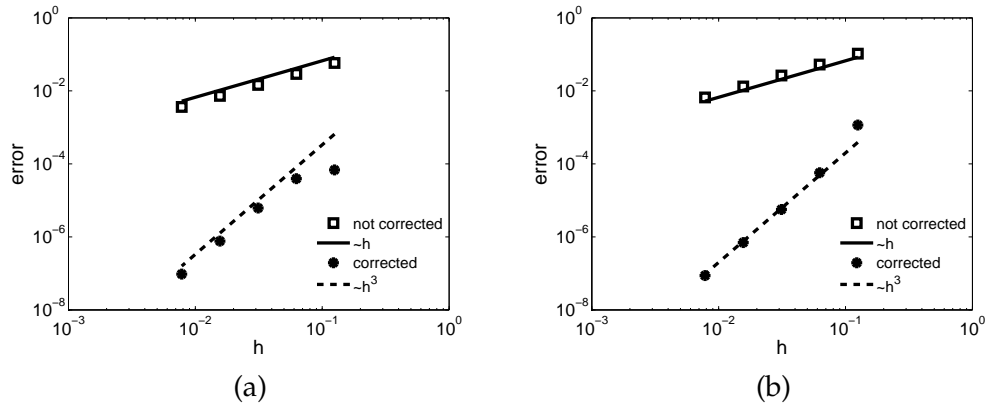 10^0
10^-2
10^-4
10^-6
10^-8
error
not corrected
~h
corrected
~h^3
10^-3
10^-2
10^-1
10^0
h
(a)
10^0
10^-2
10^-4
10^-6
10^-8
error
not corrected
~h
corrected
~h^3
10^-3
10^-2
10^-1
10^0
h
(b)